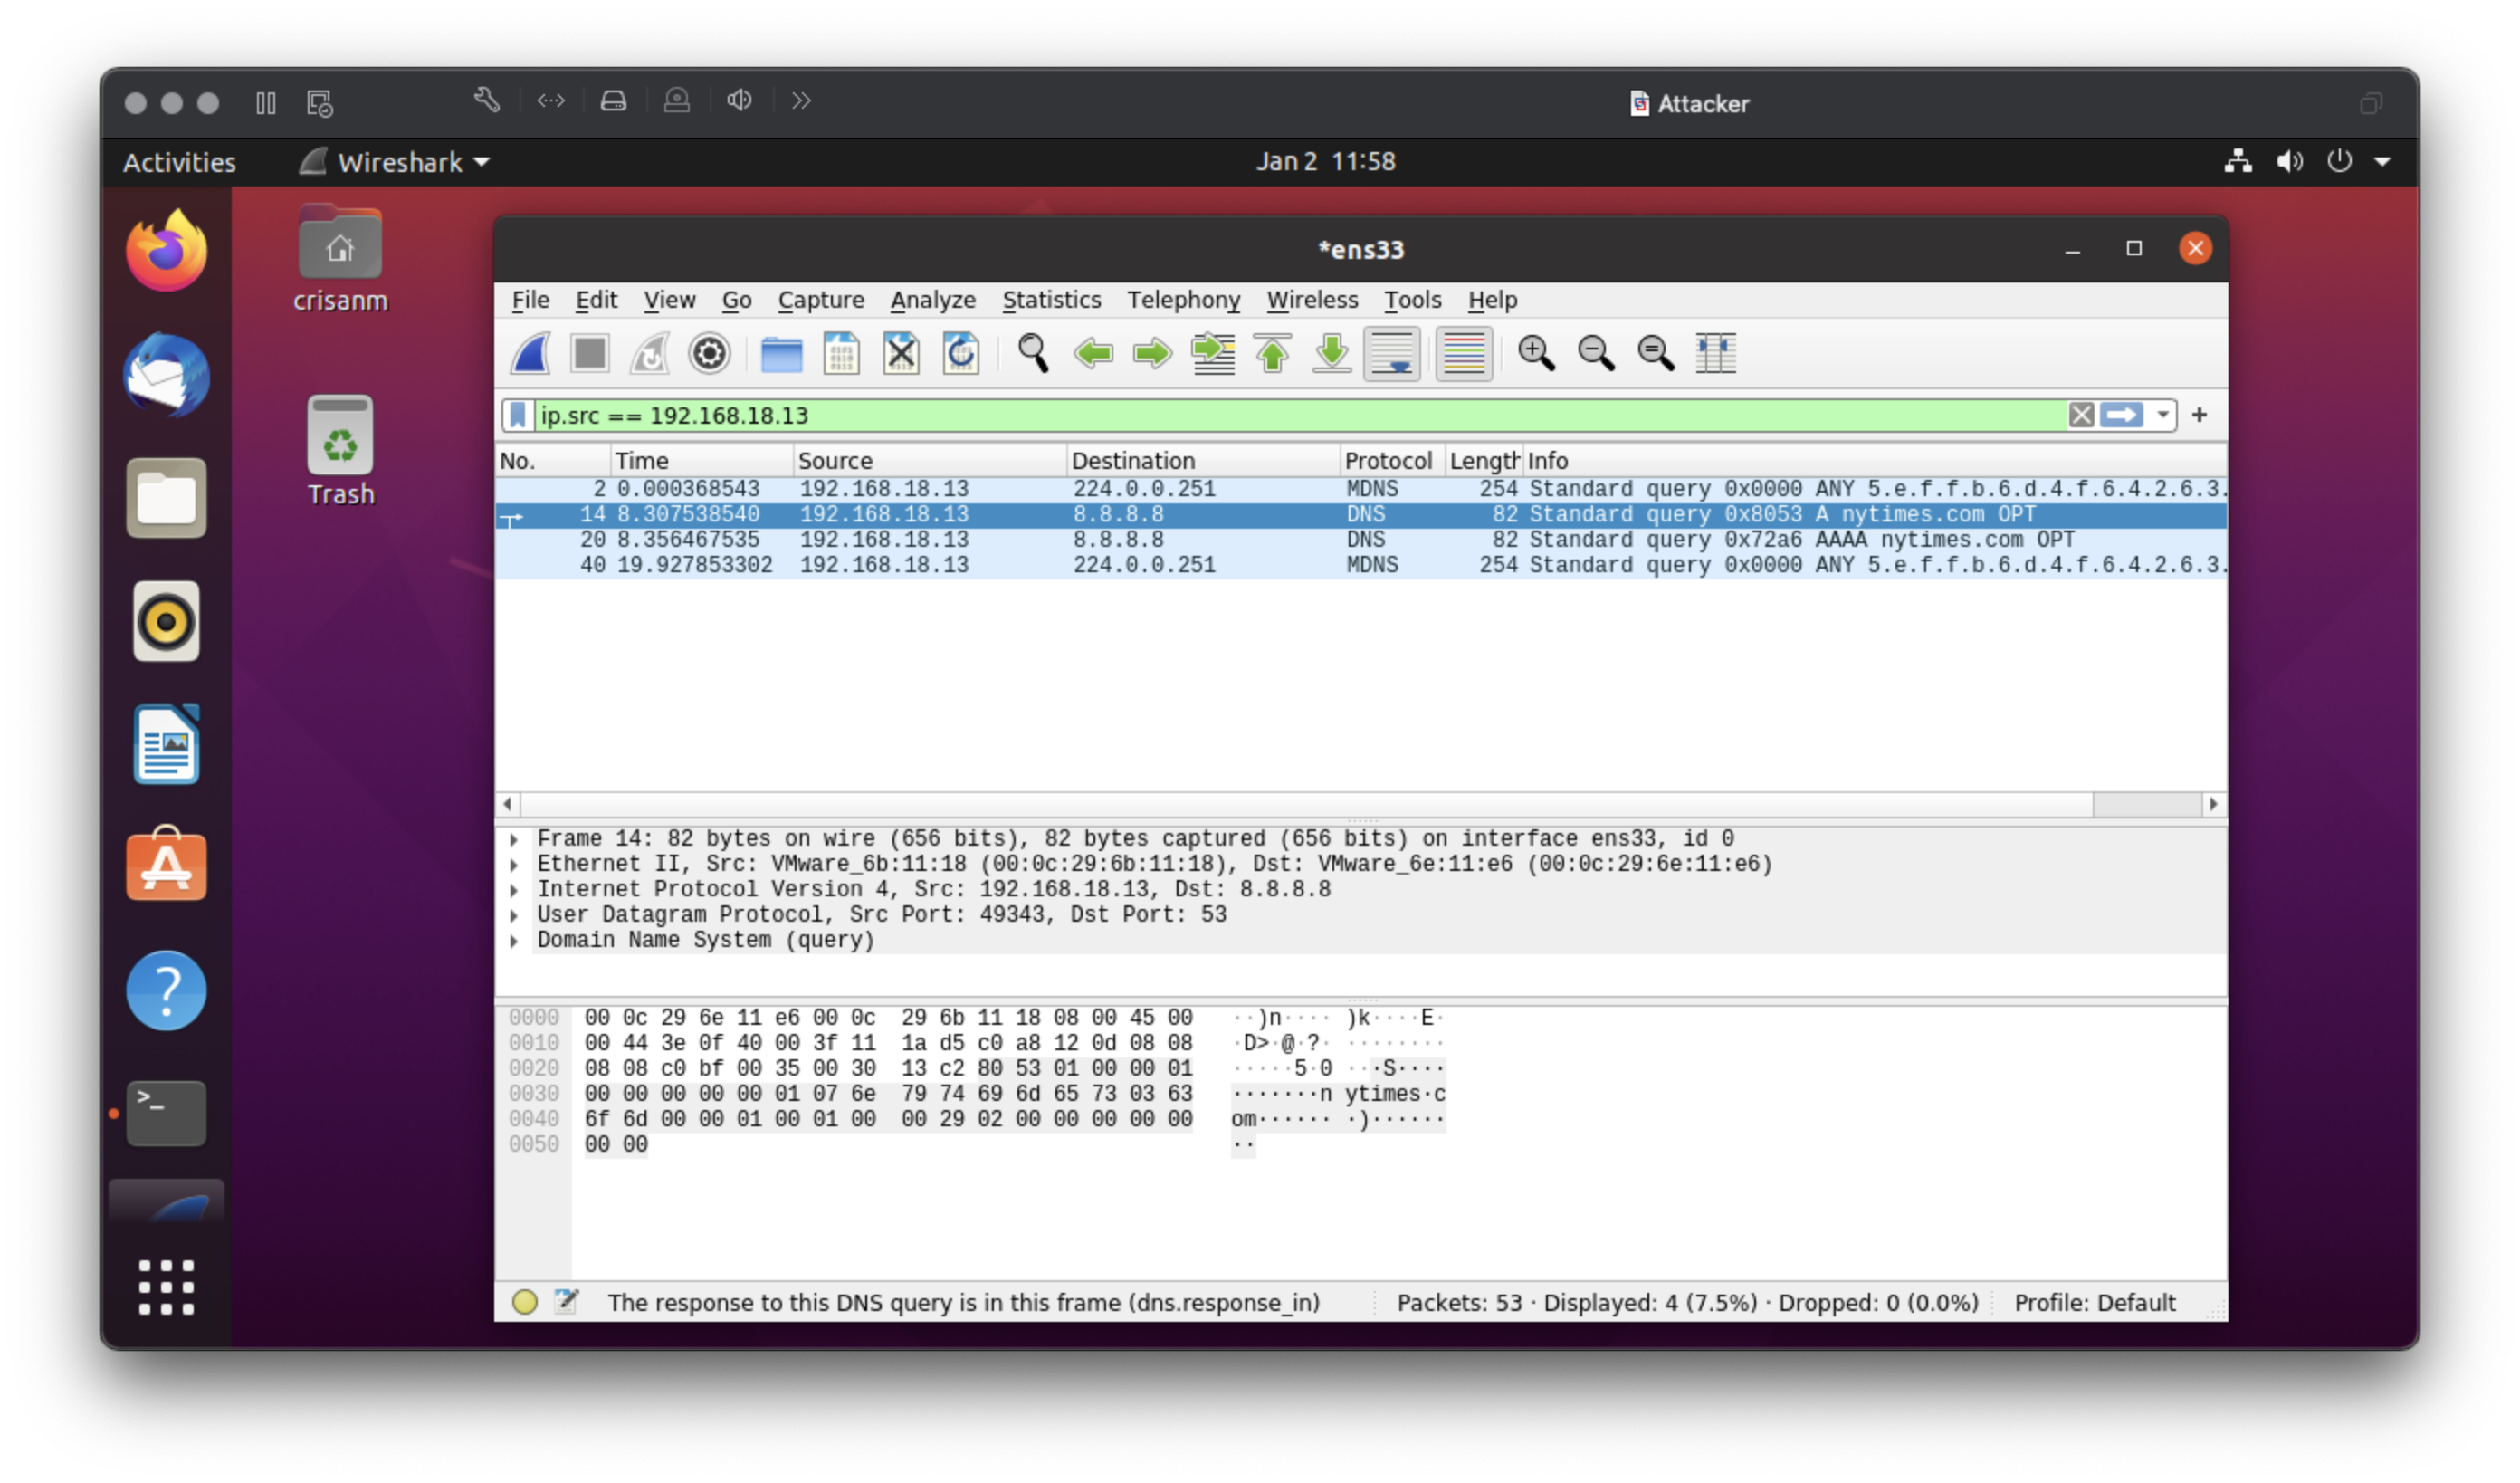 Attacker
Activities Wireshark Jan 2 11:58
crisanm
Trash
*ens33
File Edit View Go Capture Analyze Statistics Telephony Wireless Tools Help
ip.src == 192.168.18.13
No. Time Source Destination Protocol Length Info
2 0.000368543 192.168.18.13 224.0.0.251 MDNS 254 Standard query 0x0000 ANY 5.e.f.f.b.6.d.4.f.6.4.2.6.3.
14 8.307538540 192.168.18.13 8.8.8.8 DNS 82 Standard query 0x8053 A nytimes.com OPT
20 8.356467535 192.168.18.13 8.8.8.8 DNS 82 Standard query 0x72a6 AAAA nytimes.com OPT
40 19.927853302 192.168.18.13 224.0.0.251 MDNS 254 Standard query 0x0000 ANY 5.e.f.f.b.6.d.4.f.6.4.2.6.3.
Frame 14: 82 bytes on wire (656 bits), 82 bytes captured (656 bits) on interface ens33, id 0
Ethernet II, Src: VMware_6b:11:18 (00:0c:29:6b:11:18), Dst: VMware_6e:11:e6 (00:0c:29:6e:11:e6)
Internet Protocol Version 4, Src: 192.168.18.13, Dst: 8.8.8.8
User Datagram Protocol, Src Port: 49343, Dst Port: 53
Domain Name System (query)
0000 00 0c 29 6e 11 e6 00 0c 29 6b 11 18 08 00 45 00 ··)n···· )k····E·
0010 00 44 3e 0f 40 00 3f 11 1a d5 c0 a8 12 0d 08 08 ·D>·@·?· ········
0020 08 08 c0 bf 00 35 00 30 13 c2 80 53 01 00 00 01 ·····5·0 ···S····
0030 00 00 00 00 00 01 07 6e 79 74 69 6d 65 73 03 63 ·······n ytimes·c
0040 6f 6d 00 00 01 00 01 00 00 29 02 00 00 00 00 00 om······ ·)······
0050 00 00 ··
The response to this DNS query is in this frame (dns.response_in) Packets: 53 · Displayed: 4 (7.5%) · Dropped: 0 (0.0%) Profile: Default